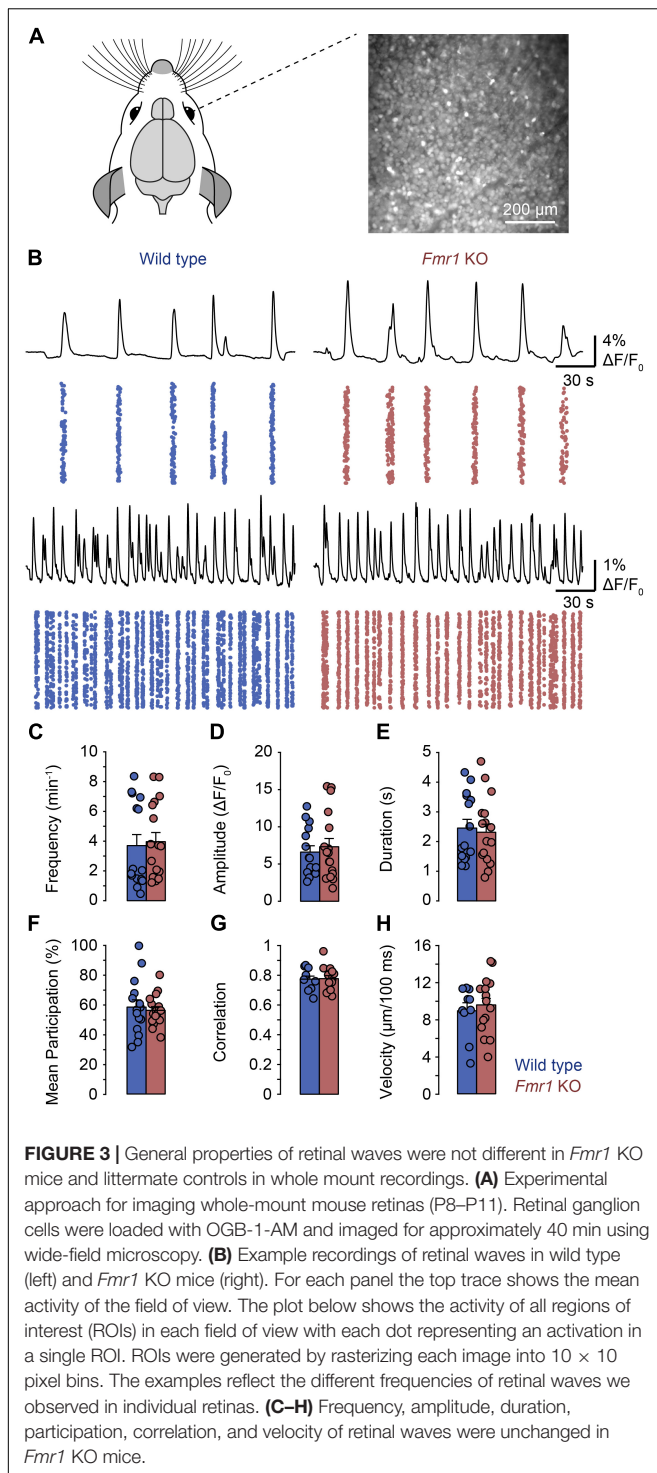 A
200 µm
B
Wild type
Fmr1 KO
4%
ΔF/F0
30 s
1%
ΔF/F0
30 s
C
Frequency (min-1)
10
8
6
4
2
0
D
Amplitude (ΔF/F0)
20
15
10
5
0
E
Duration (s)
5
4
3
2
1
0
F
Mean Participation (%)
100
80
60
40
20
0
G
Correlation
1
0.8
0.6
0.4
0.2
0
H
Velocity (µm/100 ms)
16
12
8
4
0
Wild type
Fmr1 KO
FIGURE 3 | General properties of retinal waves were not different in Fmr1 KO
mice and littermate controls in whole mount recordings. (A) Experimental
approach for imaging whole-mount mouse retinas (P8–P11). Retinal ganglion
cells were loaded with OGB-1-AM and imaged for approximately 40 min using
wide-field microscopy. (B) Example recordings of retinal waves in wild type
(left) and Fmr1 KO mice (right). For each panel the top trace shows the mean
activity of the field of view. The plot below shows the activity of all regions of
interest (ROIs) in each field of view with each dot representing an activation in
a single ROI. ROIs were generated by rasterizing each image into 10 × 10
pixel bins. The examples reflect the different frequencies of retinal waves we
observed in individual retinas. (C–H) Frequency, amplitude, duration,
participation, correlation, and velocity of retinal waves were unchanged in
Fmr1 KO mice.